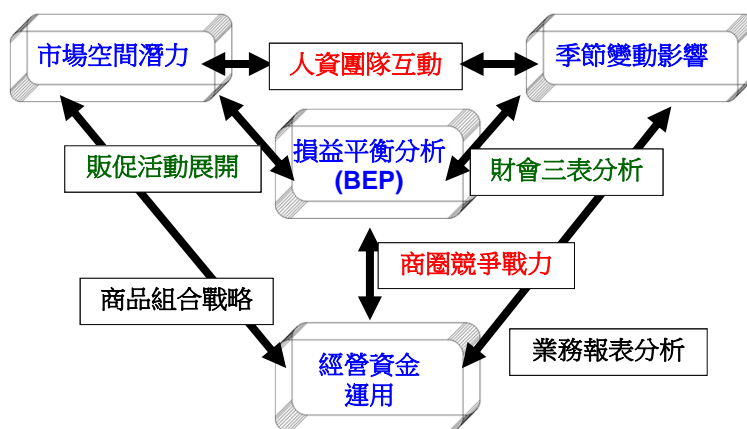 市場空間潛力
人資團隊互動
季節變動影響
損益平衡分析
(BEP)
販促活動展開
財會三表分析
商圈競爭戰力
商品組合戰略
業務報表分析
經營資金
運用